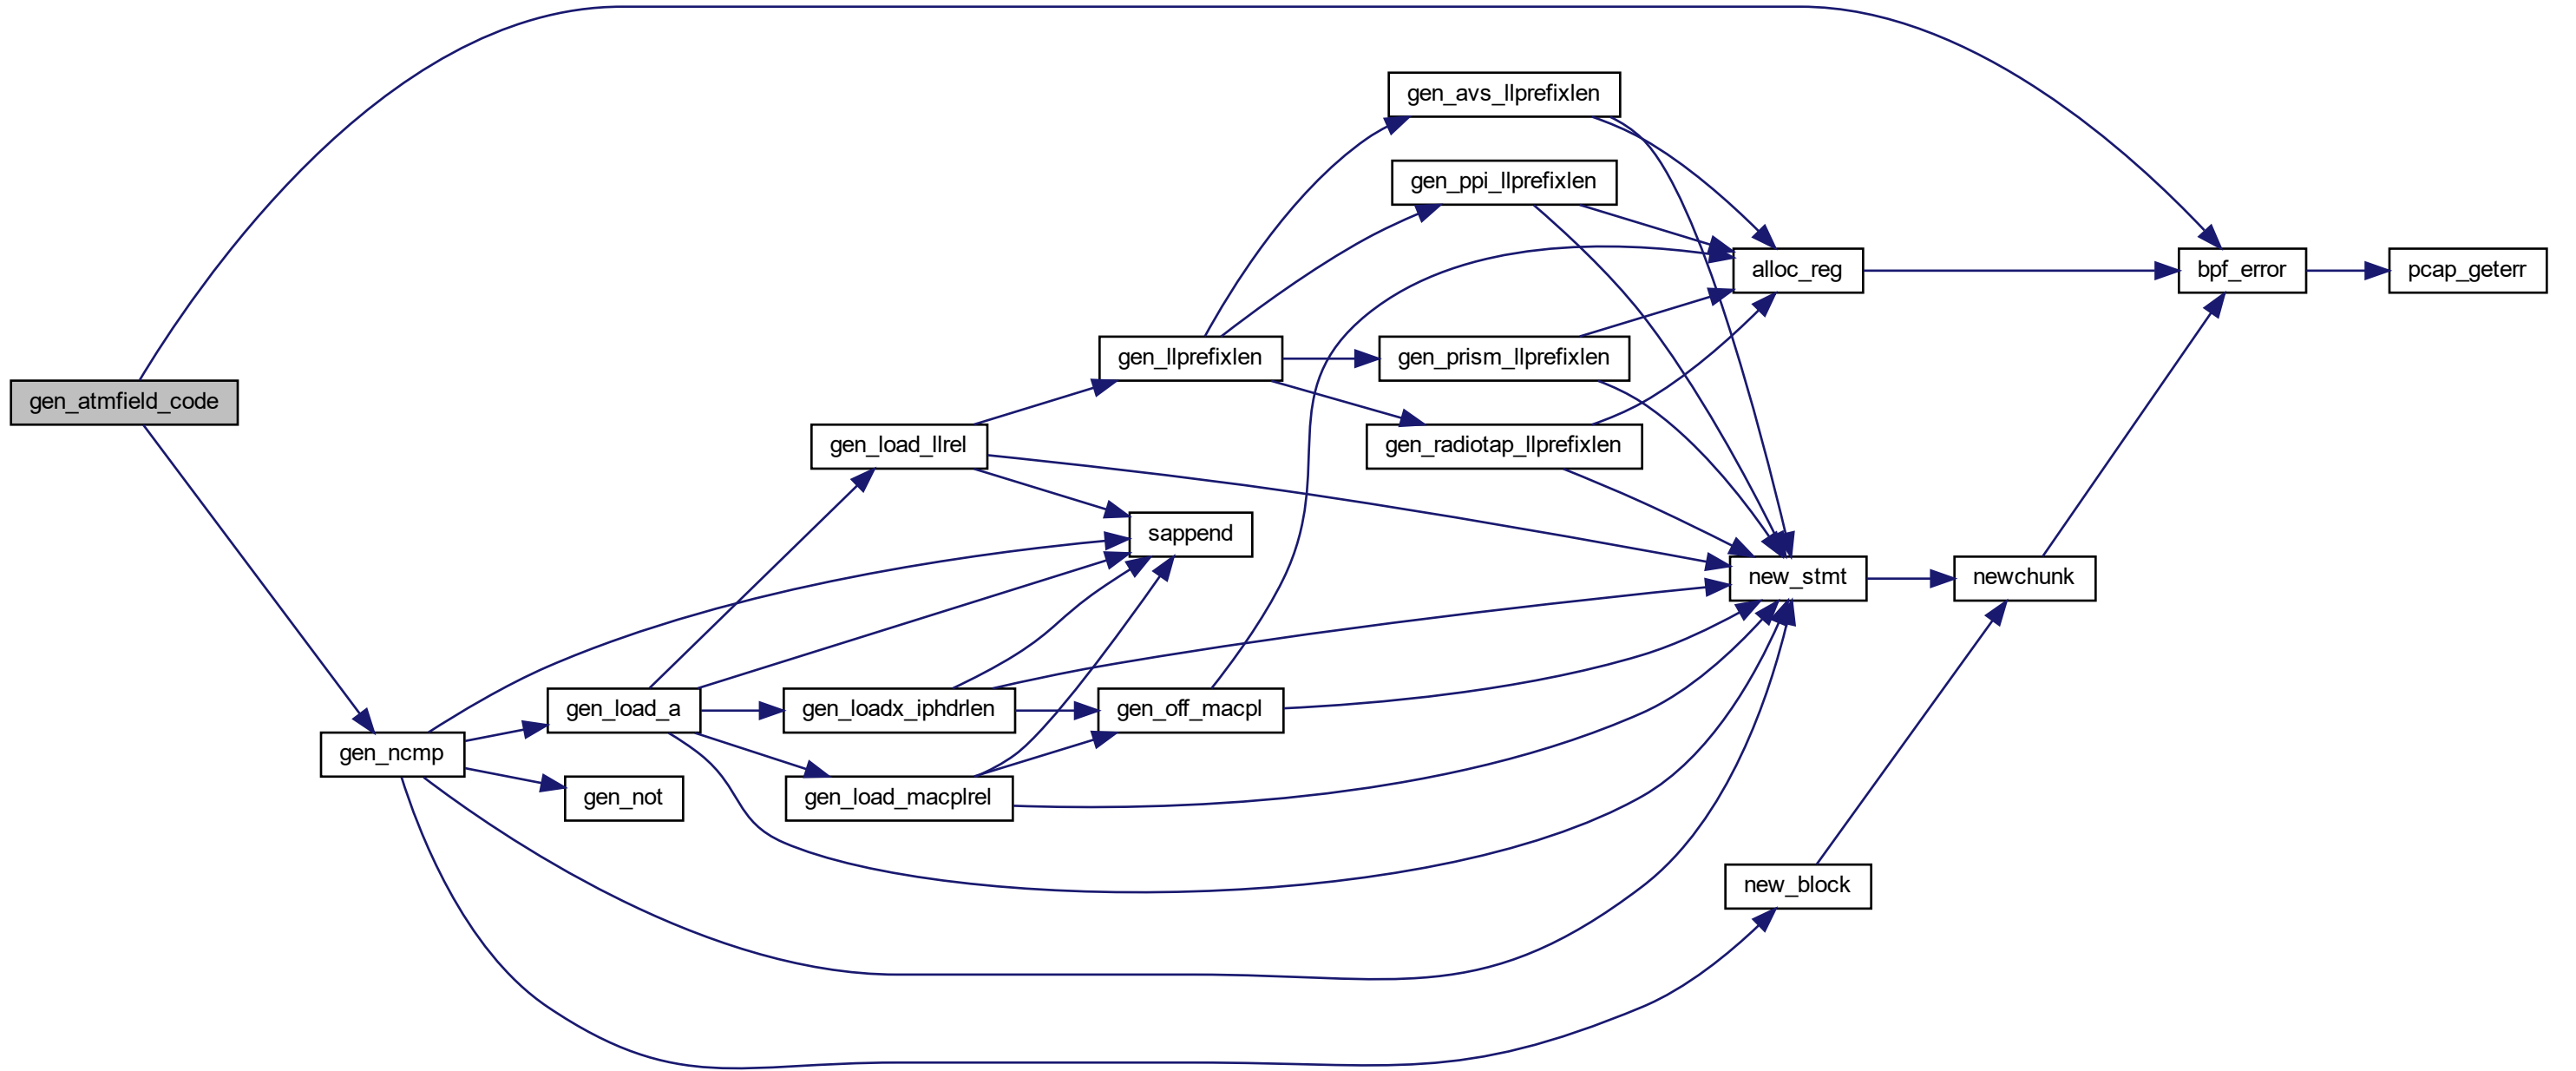 gen_avs_llprefixlen
gen_ppi_llprefixlen
alloc_reg
bpf_error
pcap_geterr
gen_llprefixlen
gen_prism_llprefixlen
gen_atmfield_code
gen_load_llrel
gen_radiotap_llprefixlen
sappend
new_stmt
newchunk
gen_load_a
gen_loadx_iphdrlen
gen_off_macpl
gen_ncmp
gen_not
gen_load_macplrel
new_block